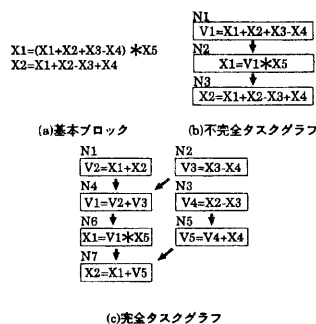 X1=(X1+X2+X3-X4) *X5
X2=X1+X2-X3+X4
(a)基本ブロック
N1
V1=X1+X2+X3-X4
N2
X1=V1*X5
N3
X2=X1+X2-X3+X4
(b)不完全タスクグラフ
N1
V2=X1+X2
N2
V3=X3-X4
N4
V1=V2+V3
N3
V4=X2-X3
N6
X1=V1*X5
N5
V5=V4+X4
N7
X2=X1+V5
(c)完全タスクグラフ